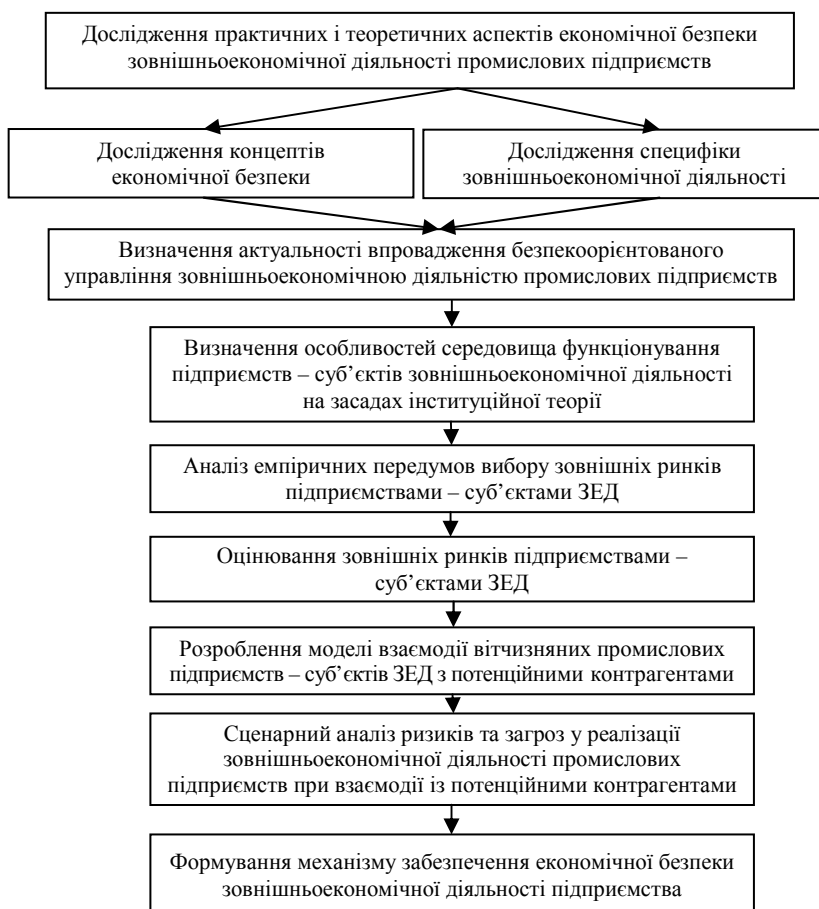 Дослідження практичних і теоретичних аспектів економічної безпеки
зовнішньоекономічної діяльності промислових підприємств
Дослідження концептів
економічної безпеки
Дослідження специфіки
зовнішньоекономічної діяльності
Визначення актуальності впровадження безпекоорієнтованого
управління зовнішньоекономічною діяльністю промислових підприємств
Визначення особливостей середовища функціонування
підприємств – суб’єктів зовнішньоекономічної діяльності
на засадах інституційної теорії
Аналіз емпіричних передумов вибору зовнішніх ринків
підприємствами – суб’єктами ЗЕД
Оцінювання зовнішніх ринків підприємствами –
суб’єктами ЗЕД
Розроблення моделі взаємодії вітчизняних промислових
підприємств – суб’єктів ЗЕД з потенційними контрагентами
Сценарний аналіз ризиків та загроз у реалізації
зовнішньоекономічної діяльності промислових
підприємств при взаємодії із потенційними контрагентами
Формування механізму забезпечення економічної безпеки
зовнішньоекономічної діяльності підприємства